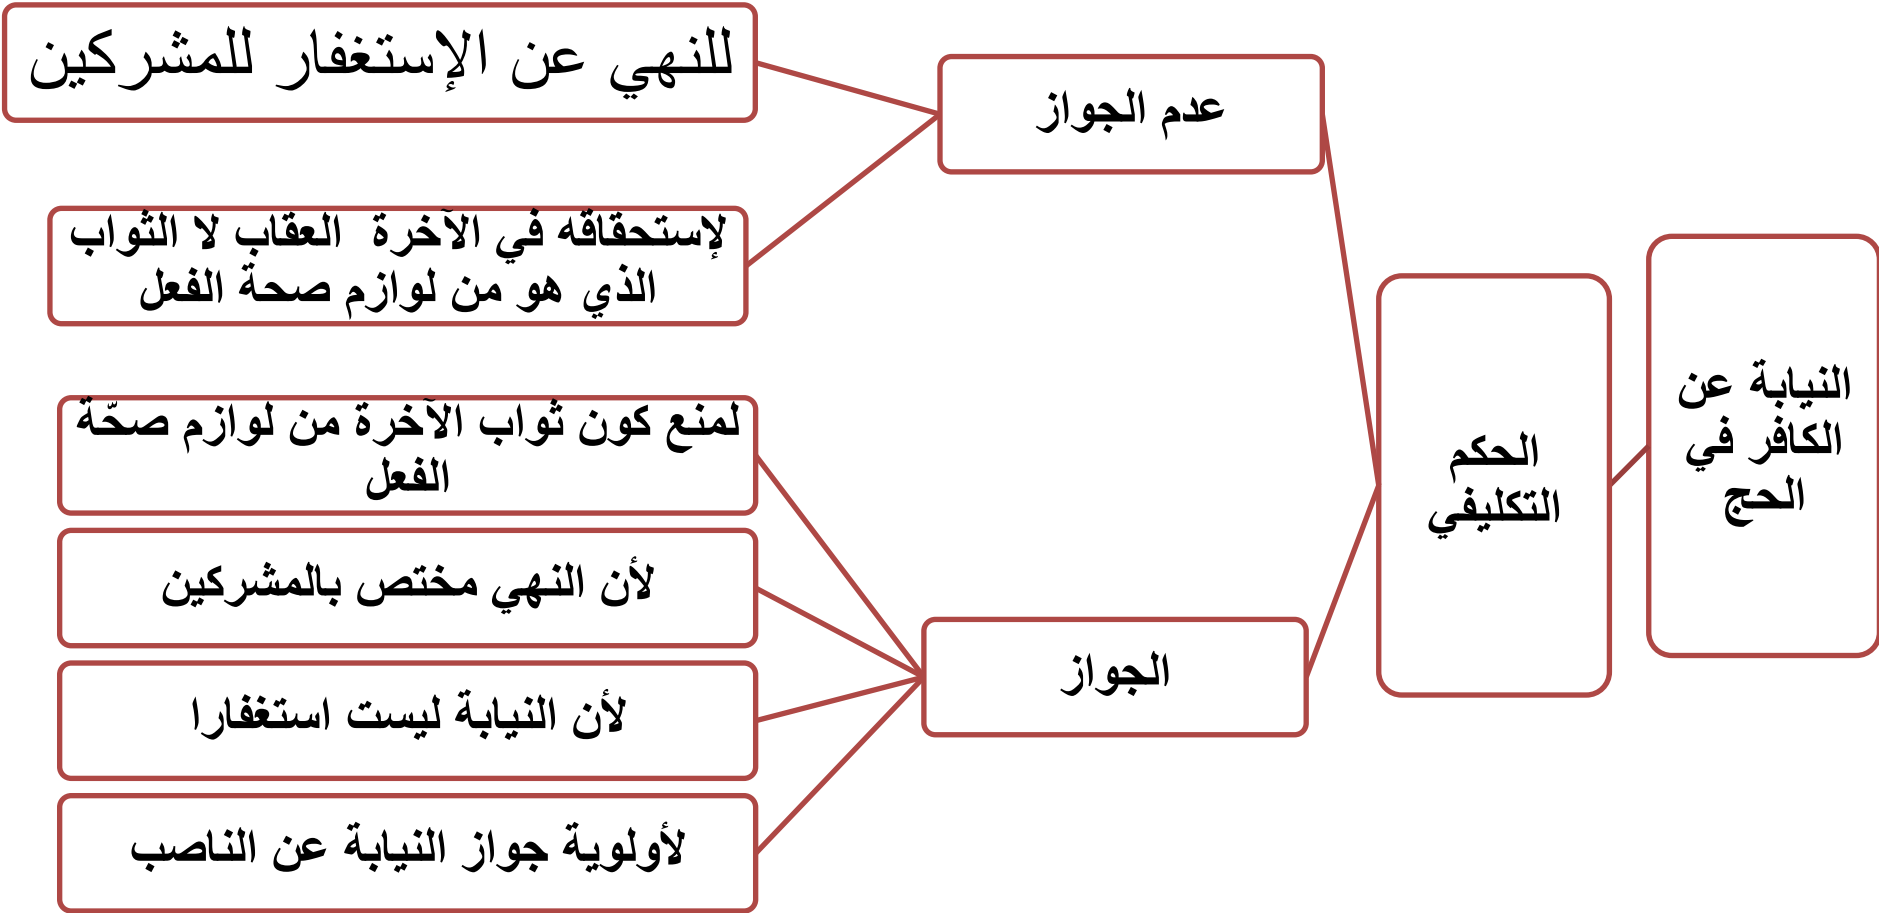 النيابة عن
الكافر في
الحج
الحكم
التكليفي
عدم الجواز
للنهي عن الإستغفار للمشركين
لإستحقاقه في الآخرة العقاب لا الثواب
الذي هو من لوازم صحة الفعل
الجواز
لمنع كون ثواب الآخرة من لوازم صحّة
الفعل
لأن النهي مختص بالمشركين
لأن النيابة ليست استغفارا
لأولوية جواز النيابة عن الناصب